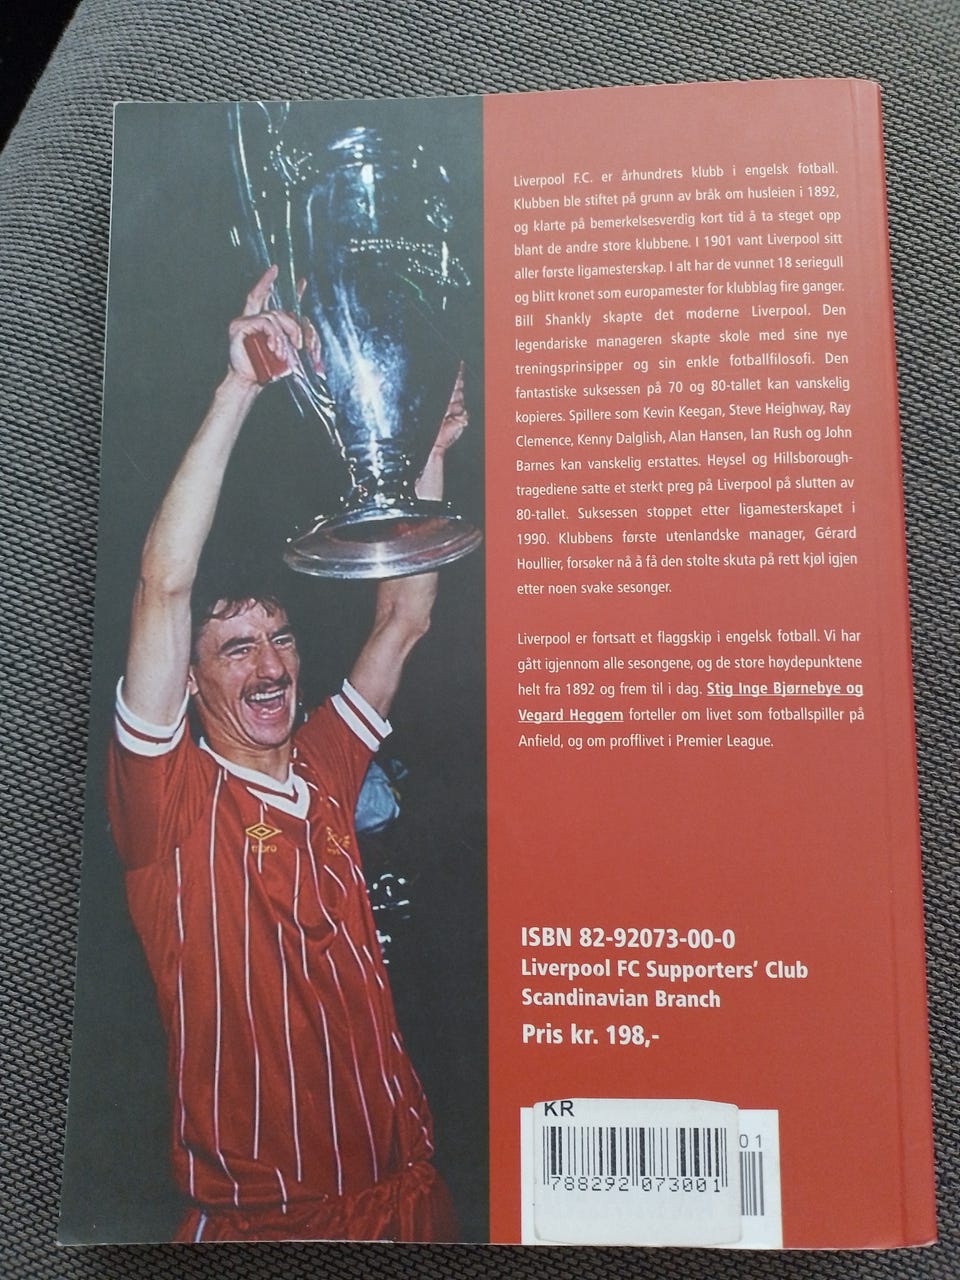 Liverpool F.C. er århundrets klubb i engelsk fotball.
Klubben ble stiftet på grunn av bråk om husleien i 1892,
og klarte på bemerkelsesverdig kort tid å ta steget opp
blant de andre store klubbene. I 1901 vant Liverpool sitt
aller første ligamesterskap. I alt har de vunnet 18 seriegull
og blitt kronet som europamester for klubblag fire ganger.
Bill Shankly skapte det moderne Liverpool. Den
legendariske manageren skapte skole med sine nye
treningsprinsipper og sin enkle fotballfilosofi. Den
fantastiske suksessen på 70 og 80-tallet kan vanskelig
kopieres. Spillere som Kevin Keegan, Steve Heighway, Ray
Clemence, Kenny Dalglish, Alan Hansen, Ian Rush og John
Barnes kan vanskelig erstattes. Heysel og Hillsborough-
tragediene satte et sterkt preg på Liverpool på slutten av
80-tallet. Suksessen stoppet etter ligamesterskapet i
1990. Klubbens første utenlandske manager, Gérard
Houllier, forsøker nå å få den stolte skuta på rett kjøl igjen
etter noen svake sesonger.
Liverpool er fortsatt et flaggskip i engelsk fotball. Vi har
gått igjennom alle sesongene, og de store høydepunktene
helt fra 1892 og frem til i dag. Stig Inge Bjørnebye og
Vegard Heggem forteller om livet som fotballspiller på
Anfield, og om profflivet i Premier League.
ISBN 82-92073-00-0
Liverpool FC Supporters' Club
Scandinavian Branch
Pris kr. 198,-
KR
01
788292 073001